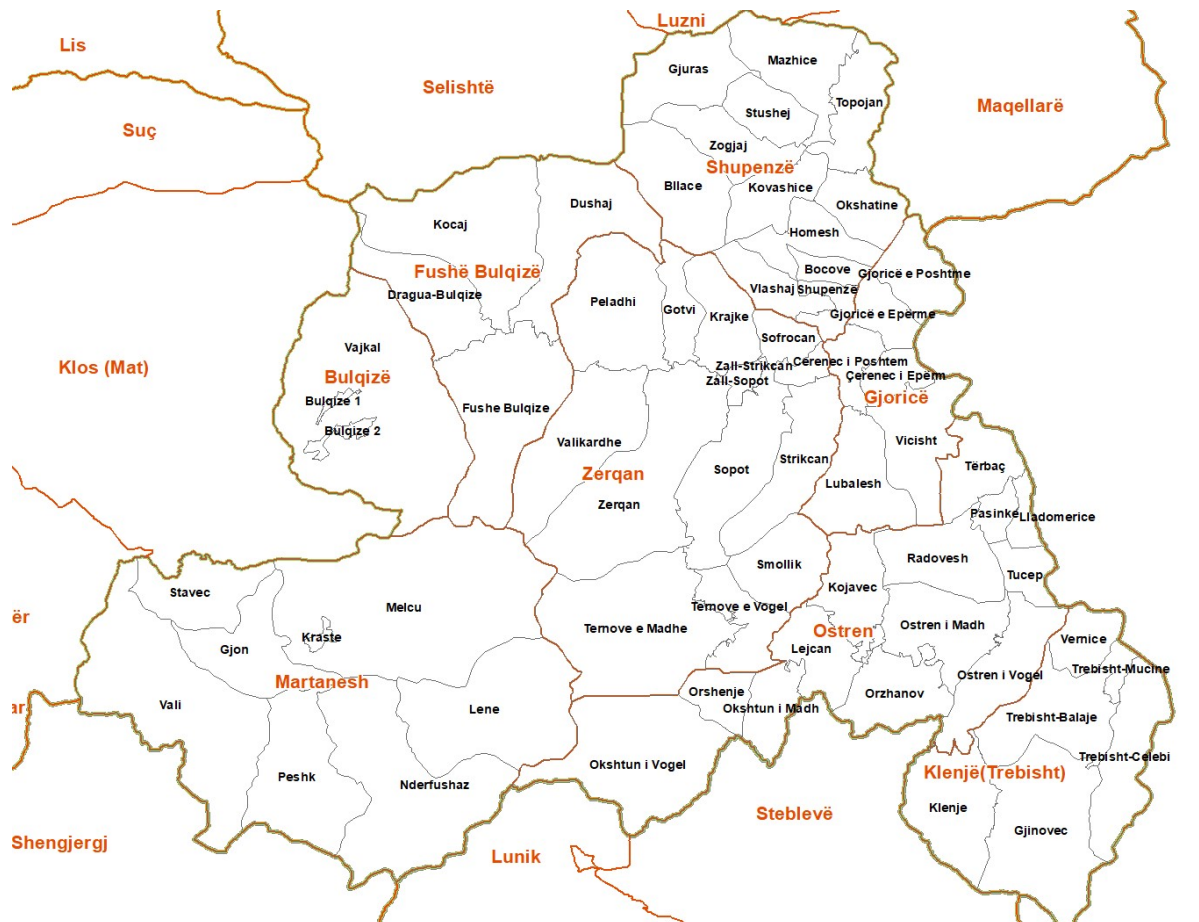 Luzni
Lis
Mazhice
Gjuras
Selishtë
Topojan
Maqellarë
Stushej
Suç
Zogjaj
Shupenzë
Bllace
Kovashice
Dushaj
Okshatine
Kocaj
Homesh
Fushë Bulqizë
Bocove
Gjoricë e Poshtme
Vlashaj
Shupenzë
Dragua-Bulqize
Peladhi
Gotvi
Krajke
Gjoricë e Epërme
Sofrocan
Vajkal
Klos (Mat)
Zall-Strikcan
Cerenec i Poshtem
Çerenec i Epërm
Bulqizë
Zall-Sopot
Gjoricë
Bulqize 1
Fushe Bulqize
Bulqize 2
Valikardhe
Vicisht
Strikcan
Tërbaç
Zerqan
Sopot
Lubalesh
Zerqan
Pasinke
Lladomerice
Radovesh
Smollik
Tucep
Stavec
Kojavec
Melcu
Ternove e Vogel
ër
Kraste
Ternove e Madhe
Ostren i Madh
Ostren
Vernice
Gjon
Lejcan
Trebisht-Mucine
Ostren i Vogel
Martanesh
Orshenje
Orzhanov
Vali
Lene
Okshtun i Madh
ar
Trebisht-Balaje
Trebisht-Celebi
Okshtun i Vogel
Klenjë(Trebisht)
Peshk
Nderfushaz
Klenje
Steblevë
Gjinovec
Shengjergj
Lunik